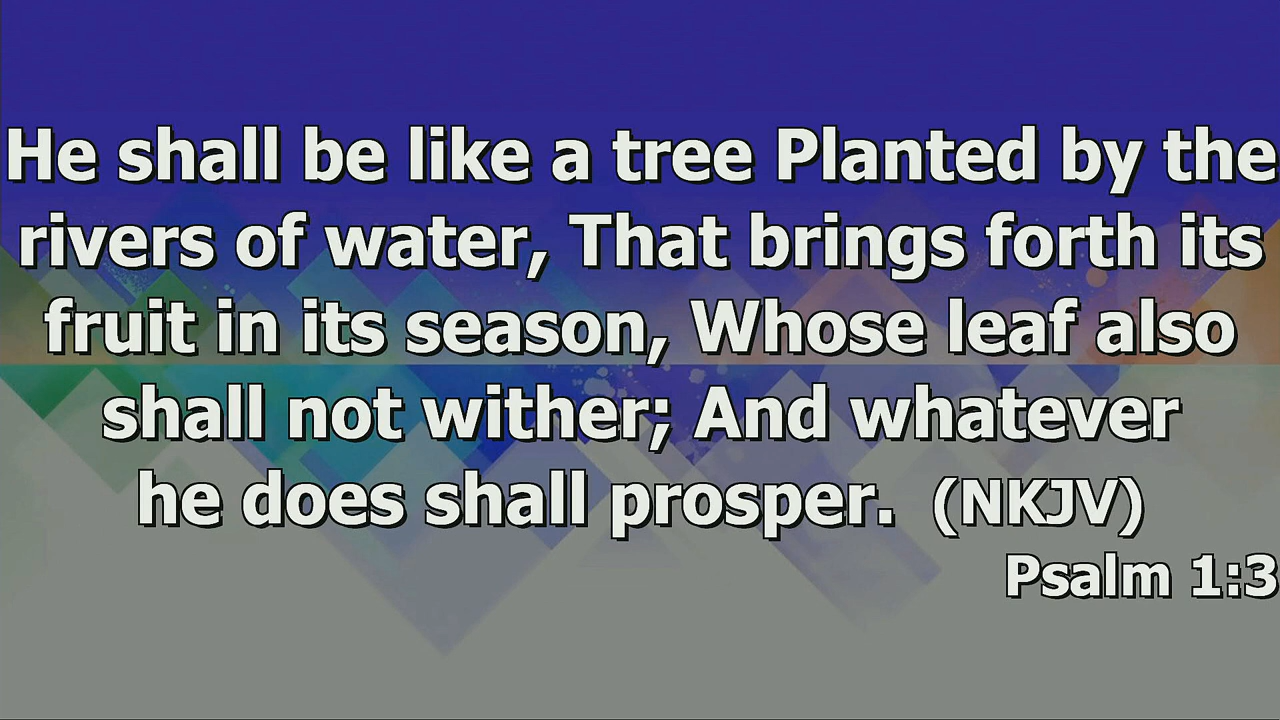 He shall be like a tree Planted by the
rivers of water, That brings forth its
fruit in its season, Whose leaf also
shall not wither; And whatever
he does shall prosper. (NKJV)
Psalm 1:3